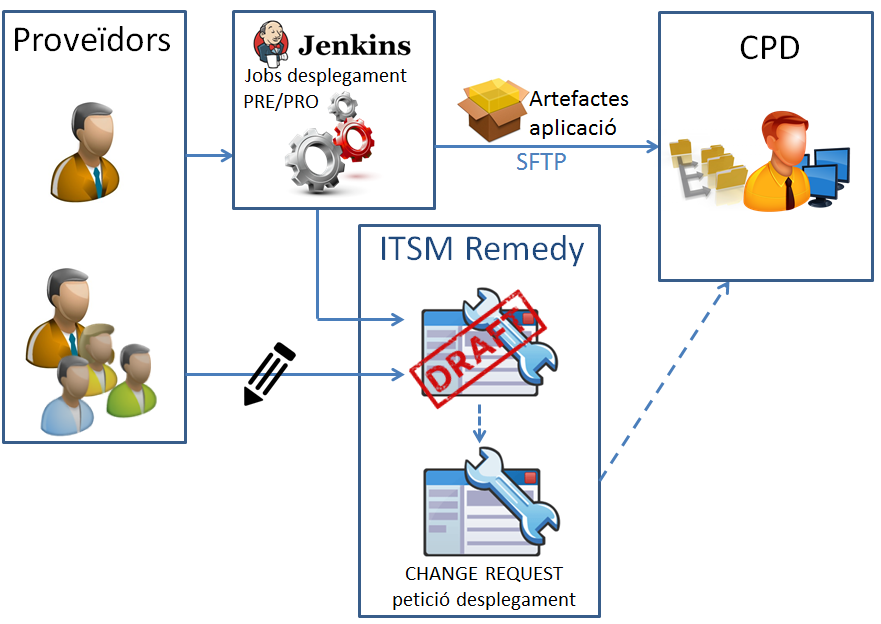 Proveïdors
Jenkins
Jobs desplegament
PRE/PRO
Artefactes
aplicació
SFTP
CPD
ITSM Remedy
DRAFT
CHANGE REQUEST
petició desplegament